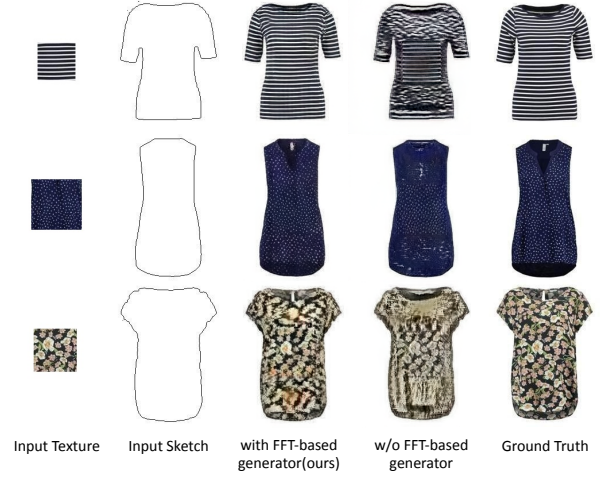 Input Texture
Input Sketch
with FFT-based
generator(ours)
w/o FFT-based
generator
Ground Truth